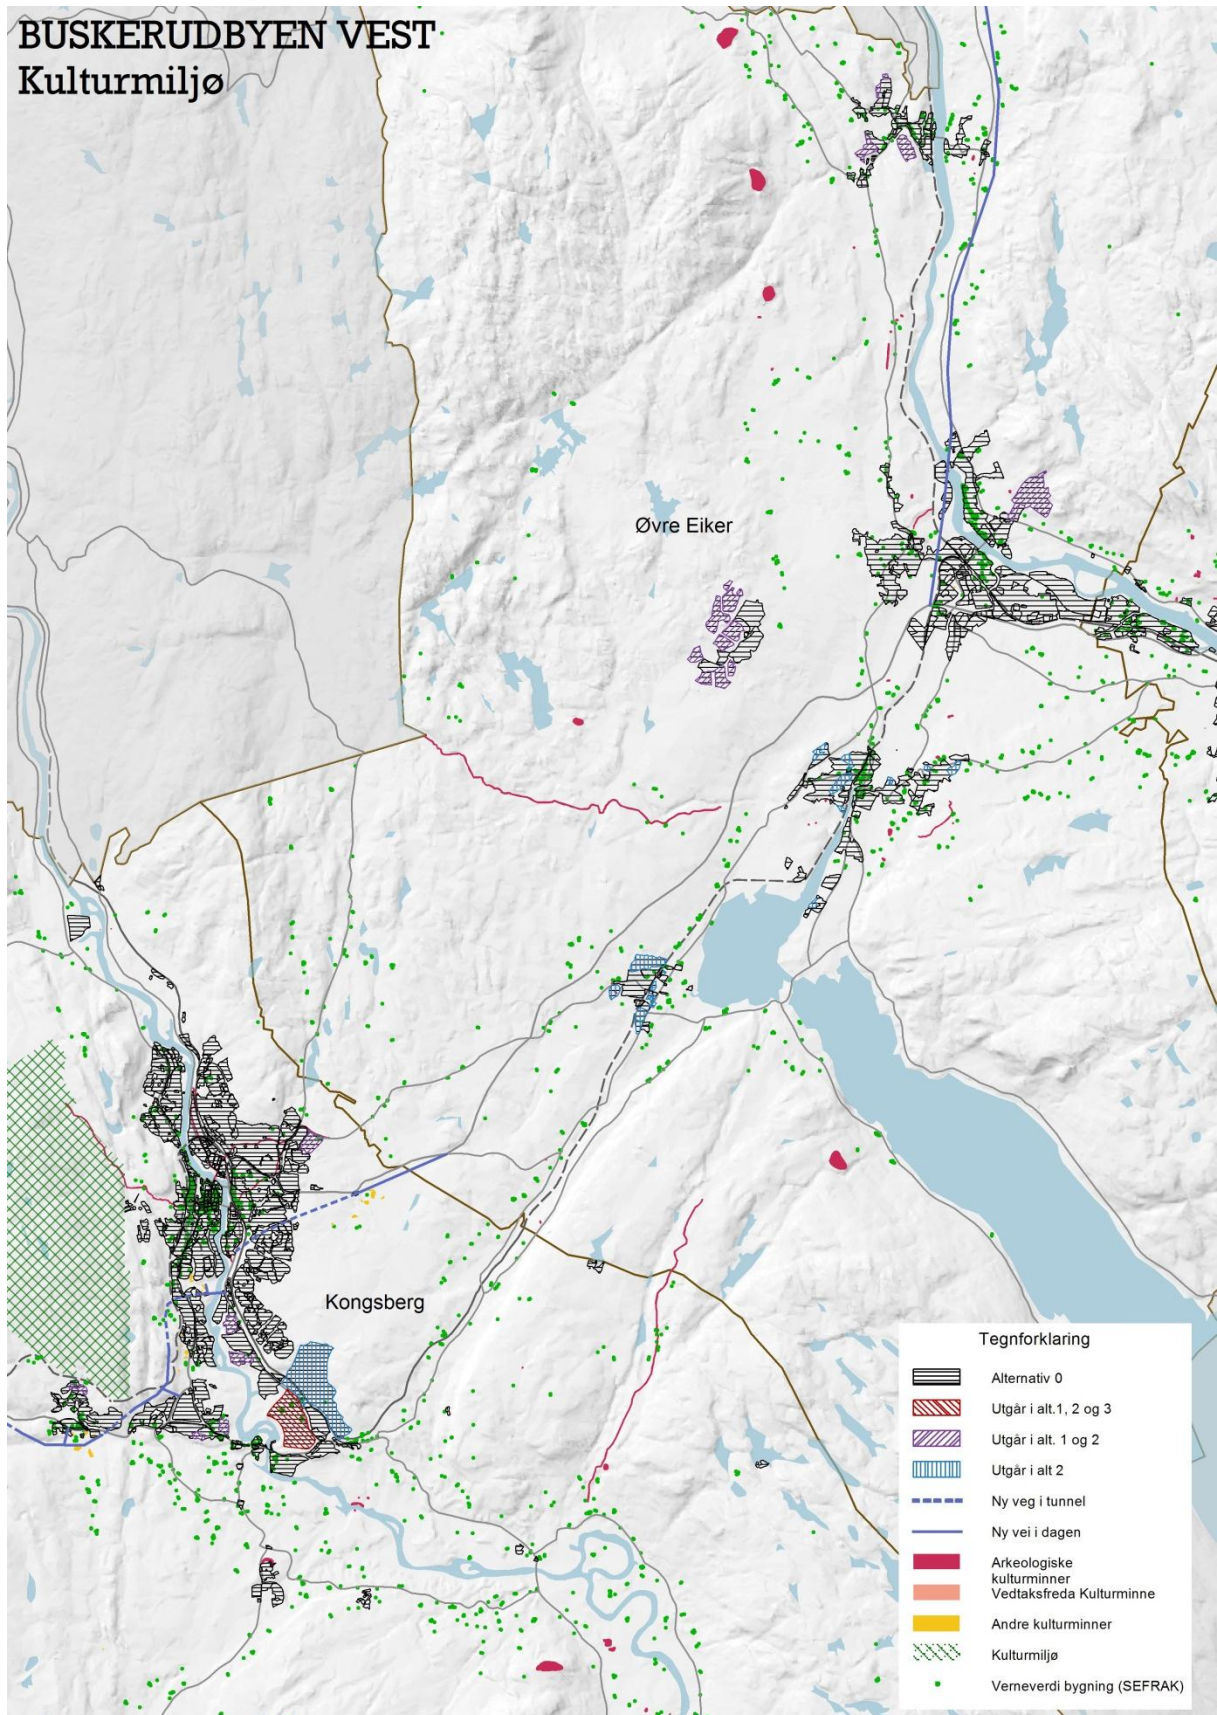 BUSKERUDBYEN VEST
Kulturmiljø
Øvre Eiker
Kongsberg
Tegnforklaring
Alternativ 0
Utgår i alt.1, 2 og 3
Utgår i alt. 1 og 2
Utgår i alt 2
Ny veg i tunnel
Ny vei i dagen
Arkeologiske
kulturminner
Vedtaksfreda Kulturminne
Andre kulturminner
Kulturmiljø
Verneverdi bygning (SEFRAK)